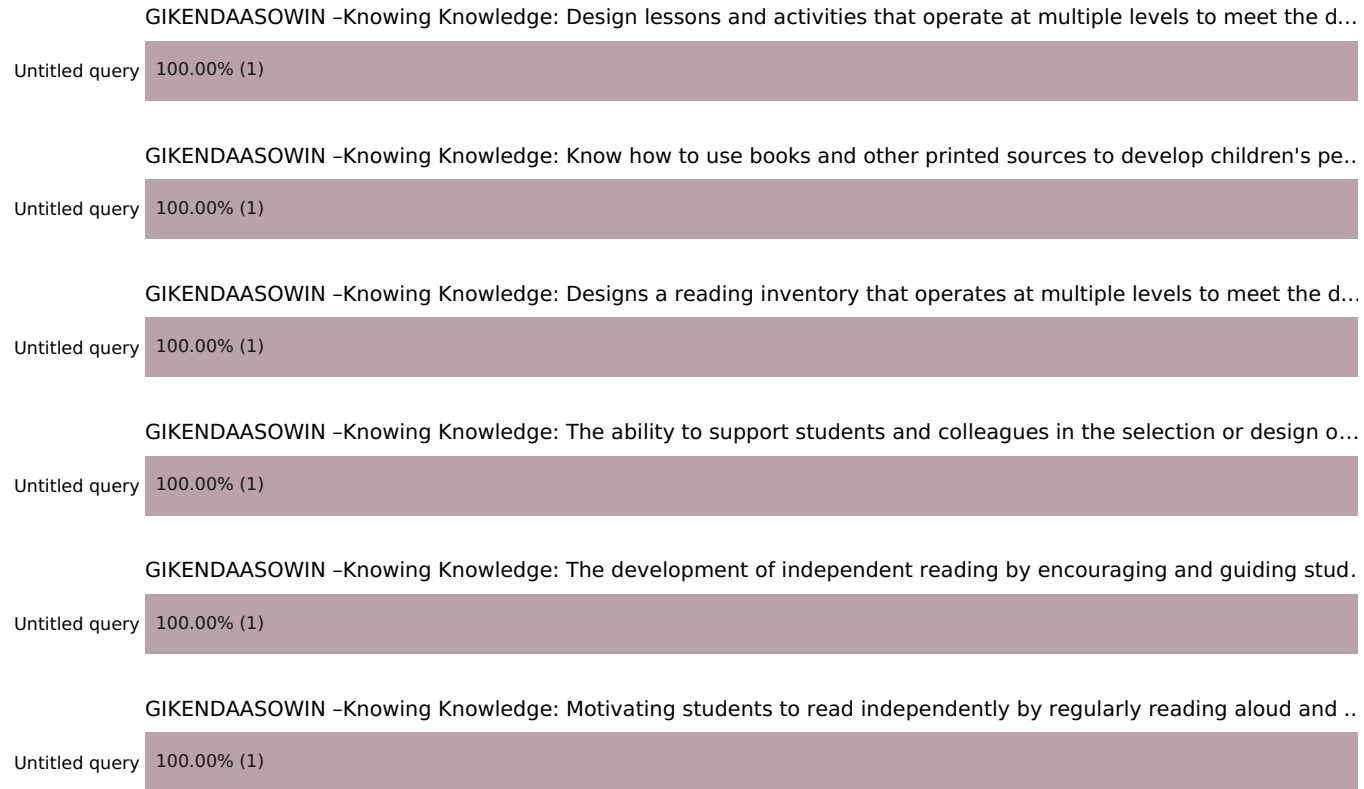 GIKENDAASOWIN –Knowing Knowledge: Design lessons and activities that operate at multiple levels to meet the d…
Untitled query 100.00% (1)
GIKENDAASOWIN –Knowing Knowledge: Know how to use books and other printed sources to develop children's pe…
Untitled query 100.00% (1)
GIKENDAASOWIN –Knowing Knowledge: Designs a reading inventory that operates at multiple levels to meet the d…
Untitled query 100.00% (1)
GIKENDAASOWIN –Knowing Knowledge: The ability to support students and colleagues in the selection or design o…
Untitled query 100.00% (1)
GIKENDAASOWIN –Knowing Knowledge: The development of independent reading by encouraging and guiding stud…
Untitled query 100.00% (1)
GIKENDAASOWIN –Knowing Knowledge: Motivating students to read independently by regularly reading aloud and …
Untitled query 100.00% (1)